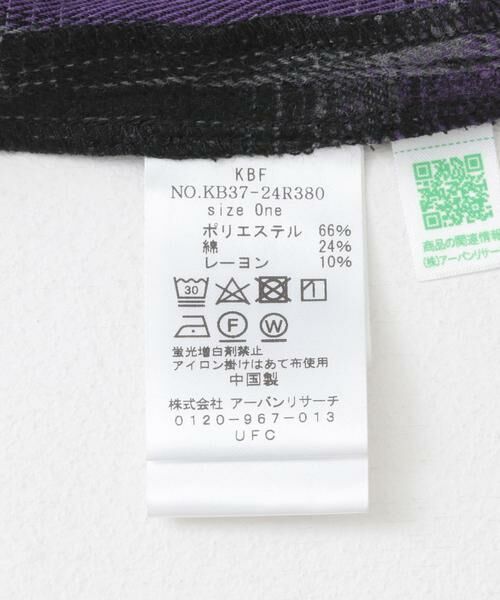 KBF
NO.KB37-24R380
size One
ポリエステル 66%
綿 24%
レーヨン 10%
30
F W
蛍光増白剤禁止
アイロン掛けはあて布使用
中国製
株式会社 アーバンリサーチ
0120-967-013
UFC
商品の関連情報
(株)アーバンリサー